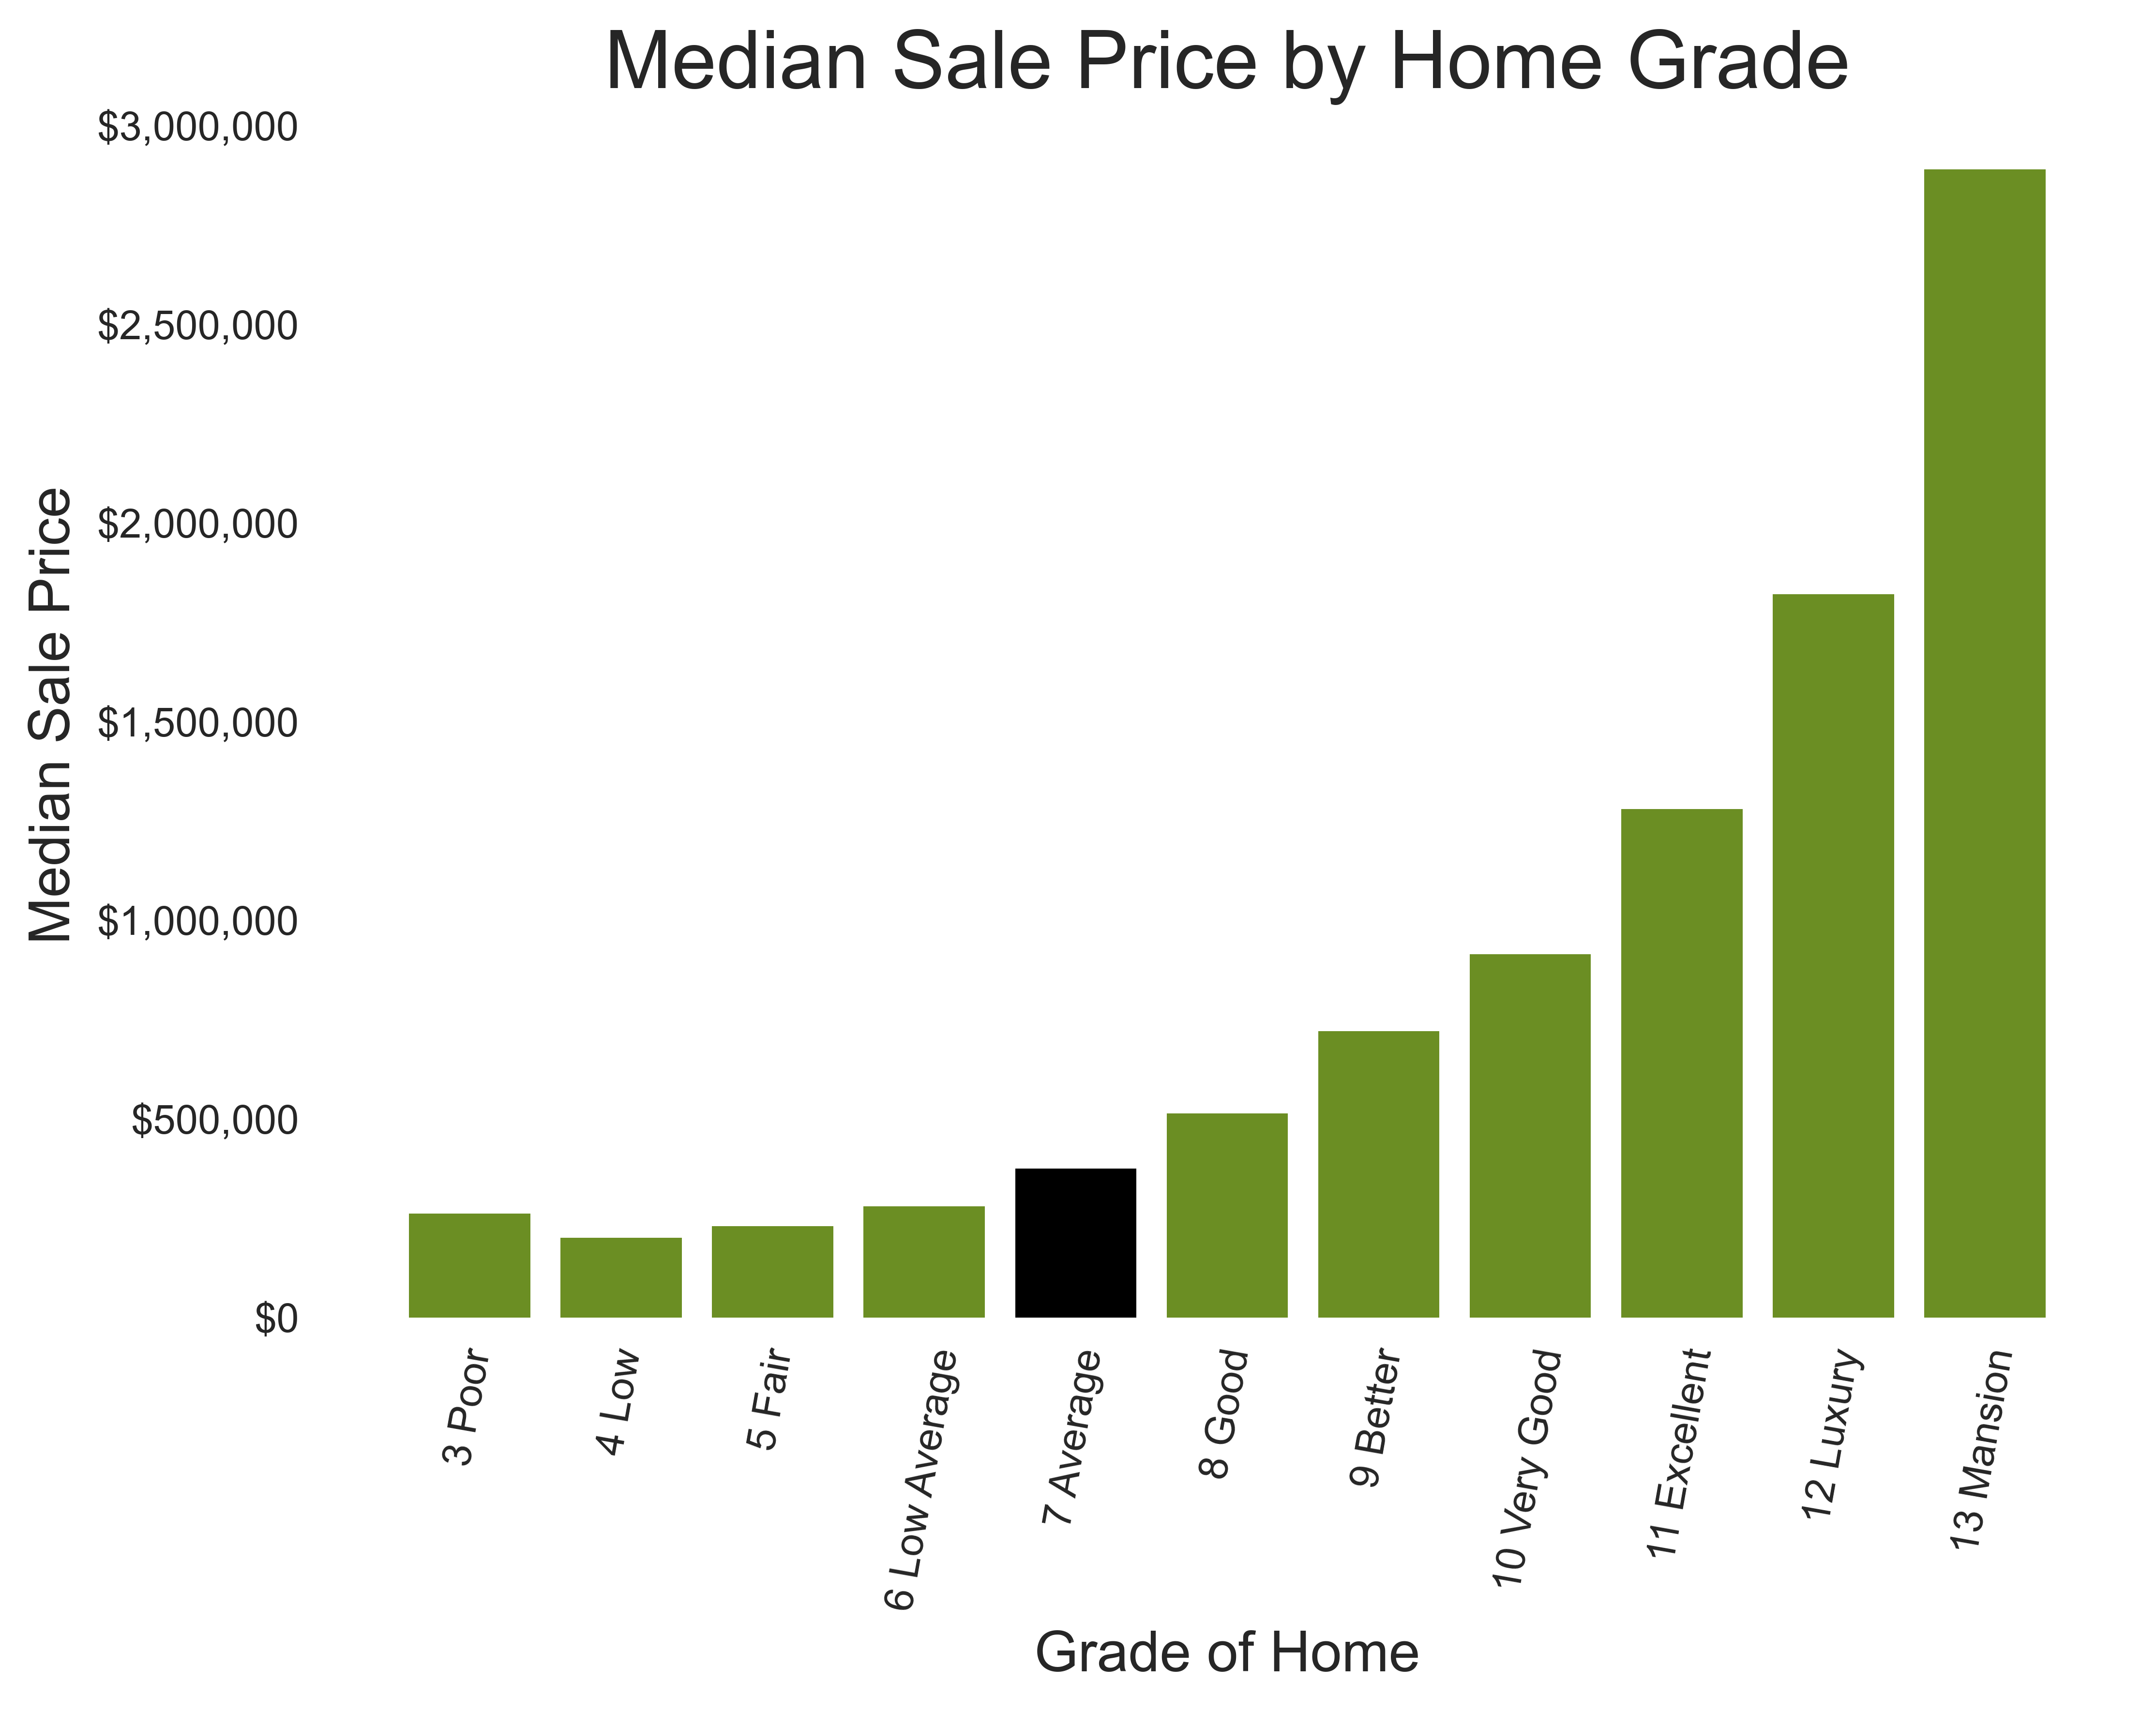 Median Sale Price by Home Grade
$3,000,000
$2,500,000
$2,000,000
$1,500,000
$1,000,000
$500,000
$0
Median Sale Price
3 Poor
4 Low
5 Fair
6 Low Average
7 Average
8 Good
9 Better
10 Very Good
11 Excellent
12 Luxury
13 Mansion
Grade of Home